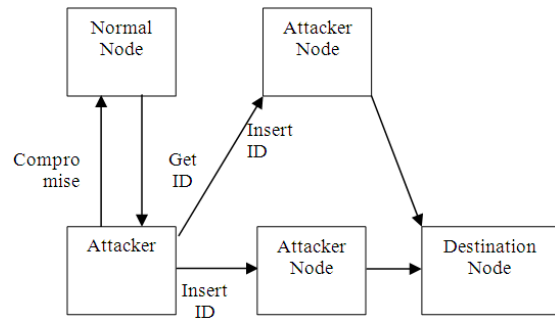 Normal
Node
Attacker
Node
Compro
mise
Get
ID
Insert
ID
Attacker
Insert
ID
Attacker
Node
Destination
Node